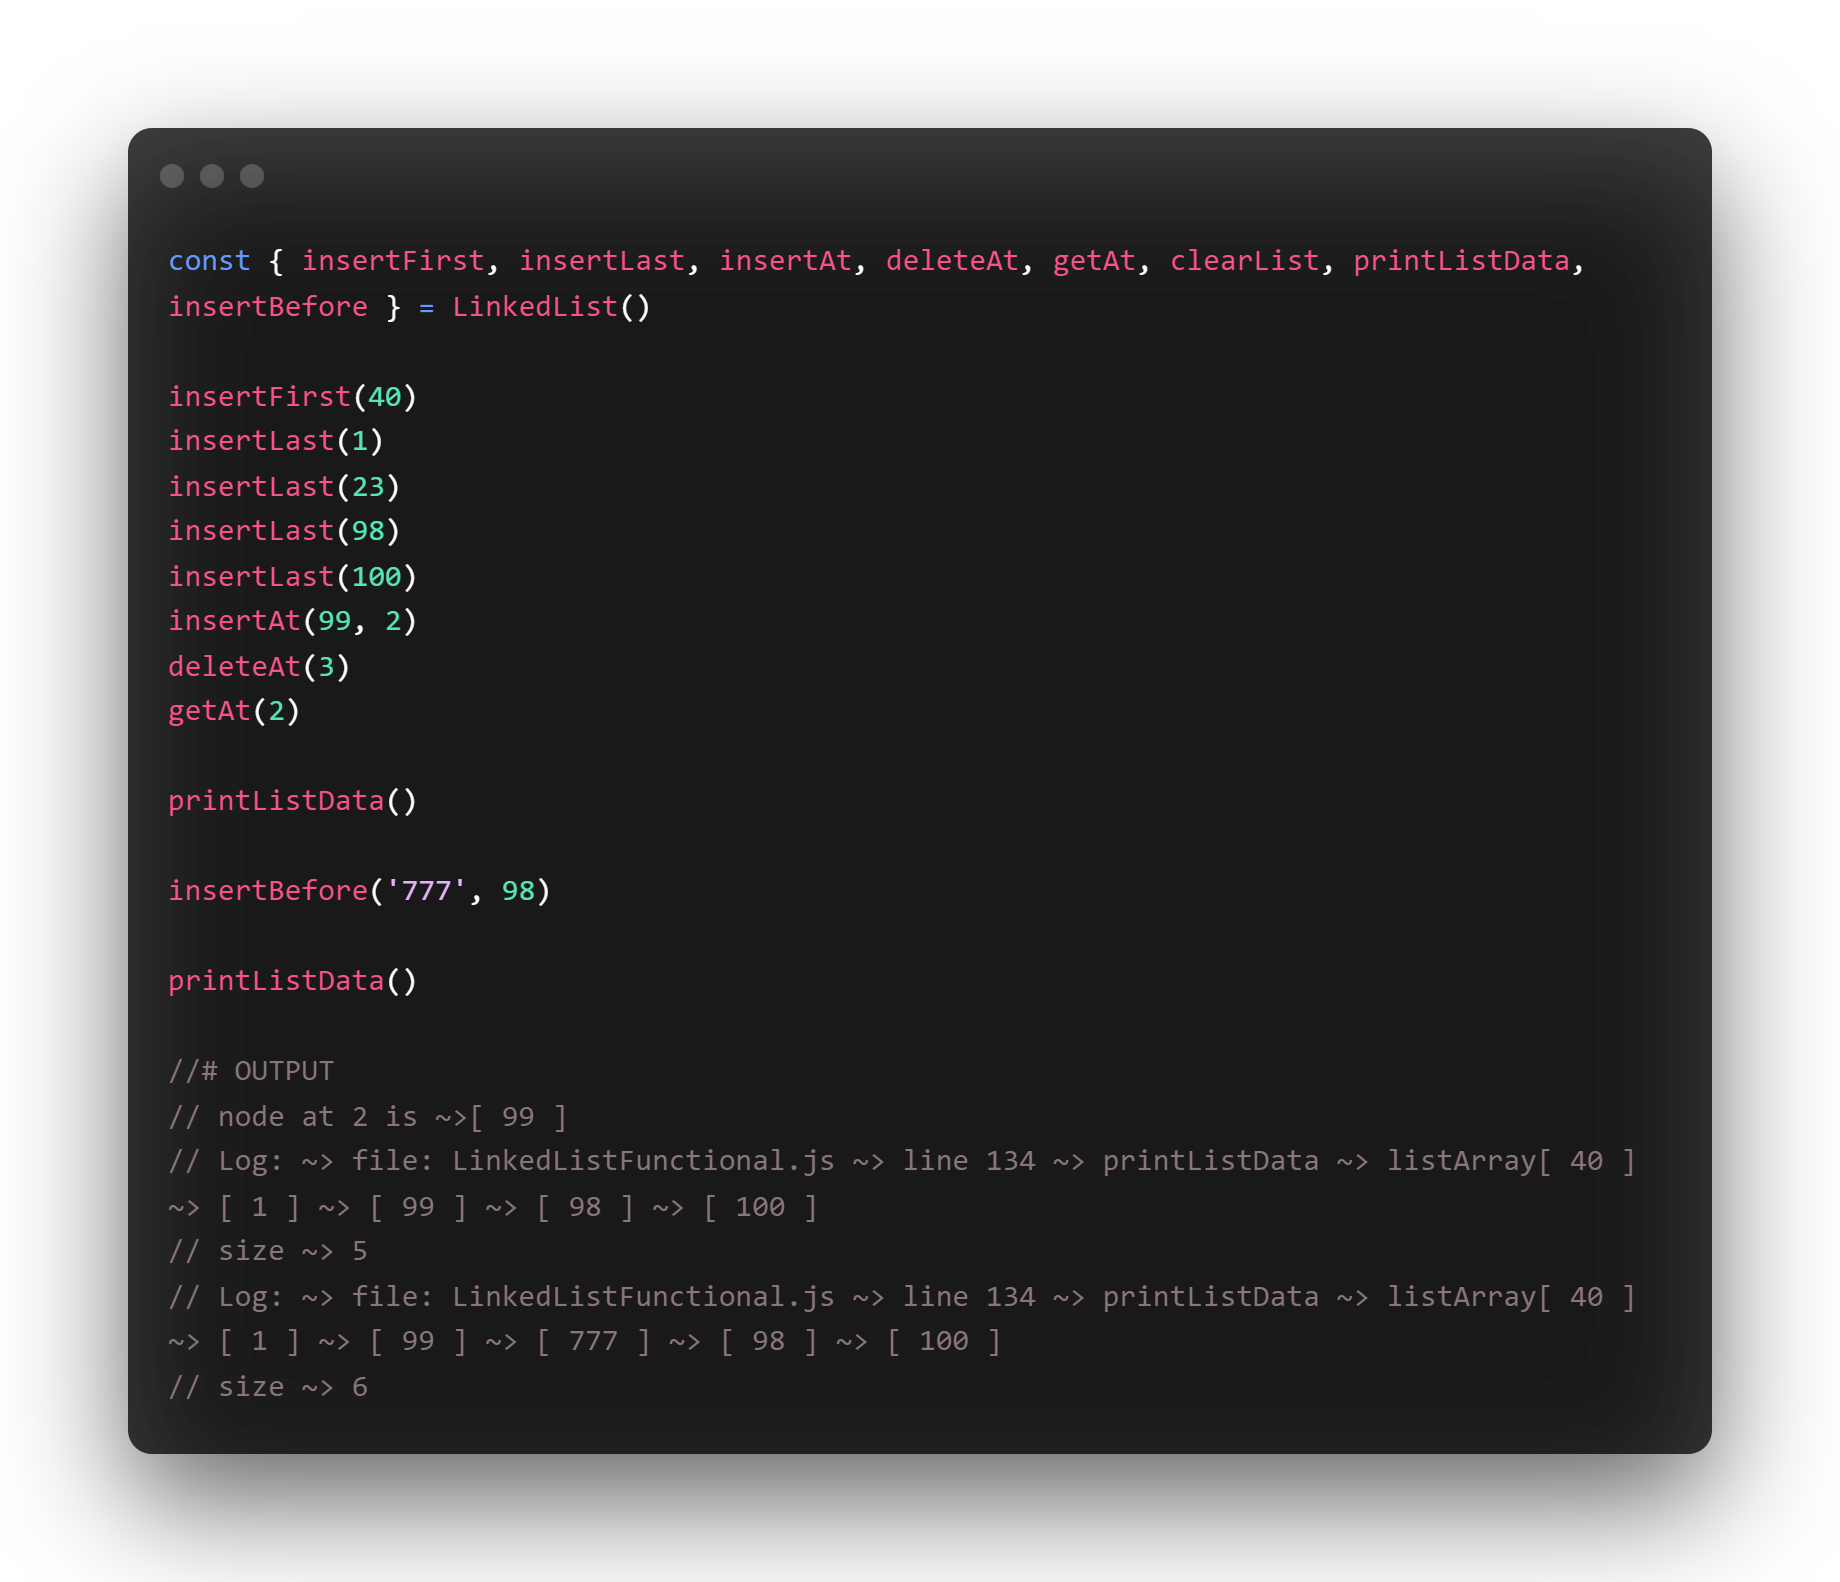 const { insertFirst, insertLast, insertAt, deleteAt, getAt, clearList, printListData,
insertBefore } = LinkedList()
insertFirst(40)
insertLast(1)
insertLast(23)
insertLast(98)
insertLast(100)
insertAt(99, 2)
deleteAt(3)
getAt(2)
printListData()
insertBefore('777', 98)
printListData()
//# OUTPUT
// node at 2 is ~>[ 99 ]
// Log: ~> file: LinkedListFunctional.js ~> line 134 ~> printListData ~> listArray[ 40 ]
~> [ 1 ] ~> [ 99 ] ~> [ 98 ] ~> [ 100 ]
// size ~> 5
// Log: ~> file: LinkedListFunctional.js ~> line 134 ~> printListData ~> listArray[ 40 ]
~> [ 1 ] ~> [ 99 ] ~> [ 777 ] ~> [ 98 ] ~> [ 100 ]
// size ~> 6